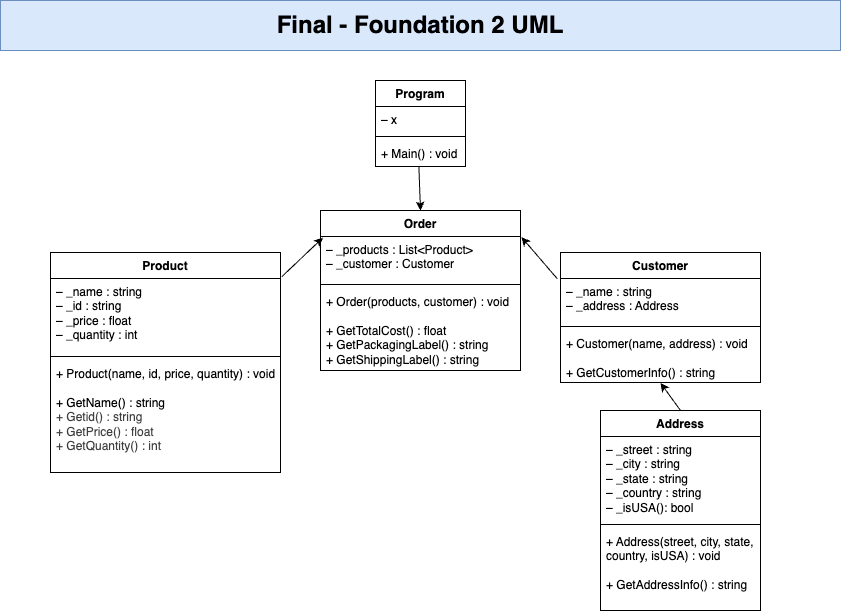 Final - Foundation 2 UML
Program
– x
+ Main() : void
Order
– _products : List<Product>
– _customer : Customer
+ Order(products, customer) : void
+ GetTotalCost() : float
+ GetPackagingLabel() : string
+ GetShippingLabel() : string
Product
– _name : string
– _id : string
– _price : float
– _quantity : int
+ Product(name, id, price, quantity) : void
+ GetName() : string
+ Getid() : string
+ GetPrice() : float
+ GetQuantity() : int
Customer
– _name : string
– _address : Address
+ Customer(name, address) : void
+ GetCustomerInfo() : string
Address
– _street : string
– _city : string
– _state : string
– _country : string
– _isUSA(): bool
+ Address(street, city, state,
country, isUSA) : void
+ GetAddressInfo() : string